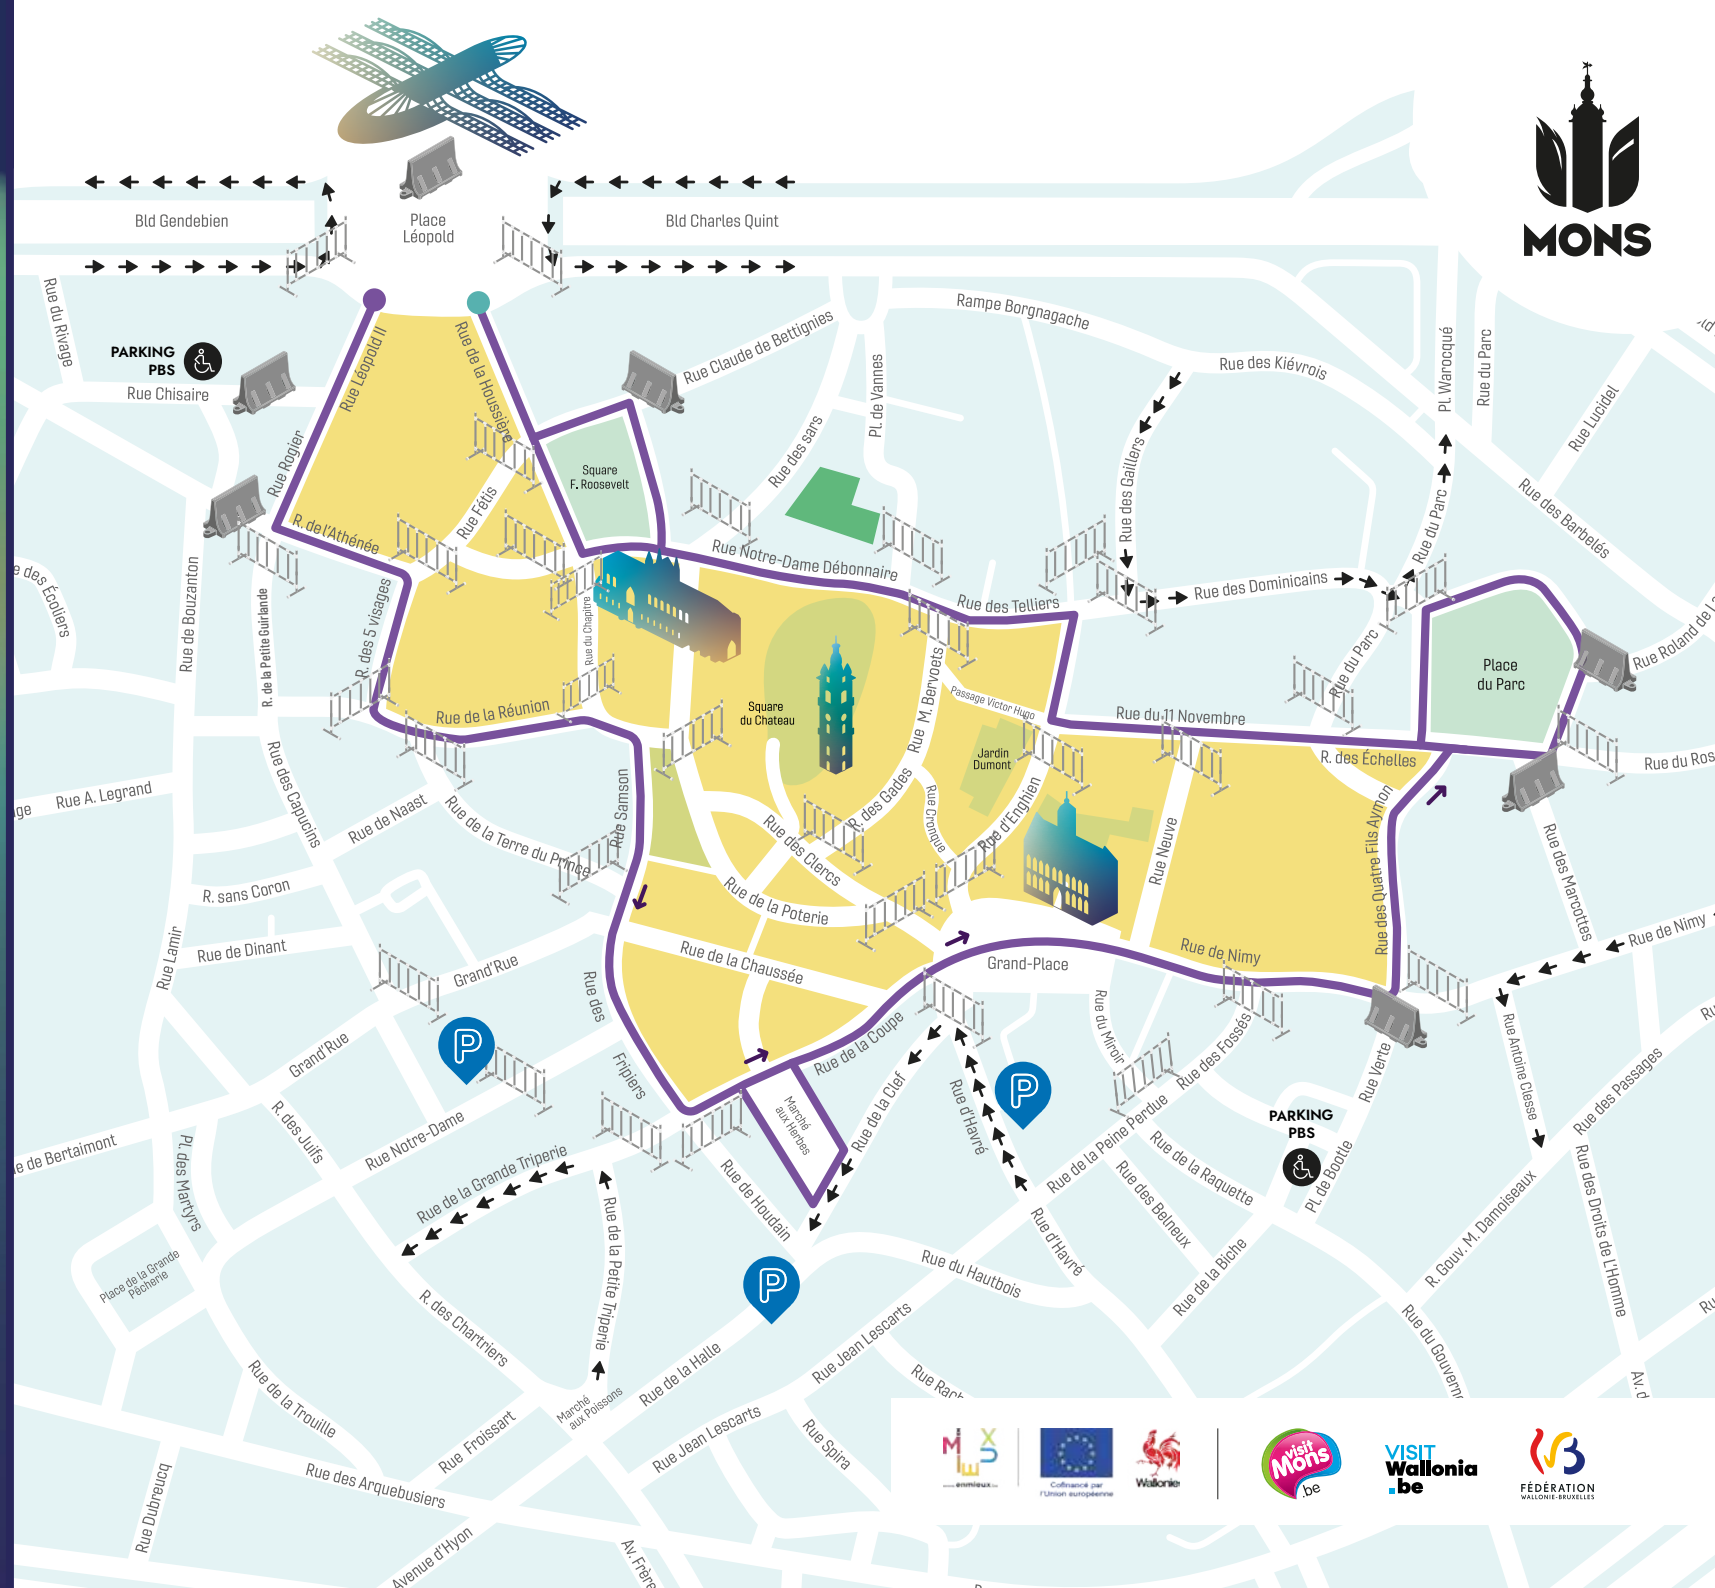 MONS
Bld Gendebien
Place
Léopold
Bld Charles Quint
Rue du Rivage
PARKING
PBS
Rue Chisaire
Rue Léopold II
Rue de la Houssière
Rue Claude de Bettignies
Rampe Borgnagache
Rue des Kiévrois
Pl. Warocqué
Rue du Parc
Rue Lucidel
Rue Rogier
Rue Fétis
Square
F. Roosevelt
Rue des sars
Pl. de Vannes
Rue des Gaillers
Rue du Parc
Rue des Barbelés
R. de l'Athénée
Rue Notre-Dame Débonnaire
Rue des Telliers
Rue des Dominicains
e des Écoliers
Rue de Bouzanton
R. de la Petite Guirlande
R. des 5 visages
Rue du Chapitre
Rue du Parc
Place
du Parc
Rue Roland de L
Square
du Chateau
Rue M. Bervoets
Passage Victor Hugo
Rue du 11 Novembre
Rue de la Réunion
Jardin
Dumont
R. des Échelles
Rue du Ros
Rue A. Legrand
ge
Rue des Capucins
Rue de Naast
Rue de la Terre du Prince
Rue Samson
R. des Gades
Rue Cronque
Rue d'Enghien
Rue des Clercs
Rue Neuve
Rue des Quatre Fils Aymon
Rue des Marcottes
R. sans Coron
Rue de la Poterie
Rue Lamir
Rue de Dinant
Grand'Rue
Rue de la Chaussée
Grand-Place
Rue de Nimy
Rue de Nimy
Rue des
Fripiers
Rue de la Coupe
Rue du Miroir
Rue des Fossés
Rue Antoine Clesse
Rue des Passages
Grand'Rue
P
P
Rue Verte
R. des Juifs
Rue Notre-Dame
Marché
aux Herbes
Rue de la Clef
Rue d'Havré
Rue de la Peine Perdue
PARKING
PBS
e de Bertaimont
Pl. des Martyrs
Rue de la Grande Triperie
Rue de Houdain
Rue de la Raquette
Rue des Belneux
Pl. de Bootle
R. Gouv. M. Damoiseaux
Rue des Droits de L'Homme
Rue de la Petite Triperie
Rue d'Havré
Place de la Grande
Pêcherie
P
Rue du Hautbois
Rue de la Biche
R. des Chartriers
Rue de la Halle
Rue Jean Lescarts
Rue du Gouvern
Rue de la Trouille
Marché
aux Poissons
Rue Rach
Av. d
Rue Froissart
Rue Jean Lescarts
Rue Spira
Rue des Arquebusiers
Rue Dubreucq
Avenue d'Hyon
Av. Frère
enmieux
Cofinancé par
l'Union européenne
Wallonie
visit
Mons
.be
VISIT
Wallonia
.be
FÉDÉRATION
WALLONIE-BRUXELLES